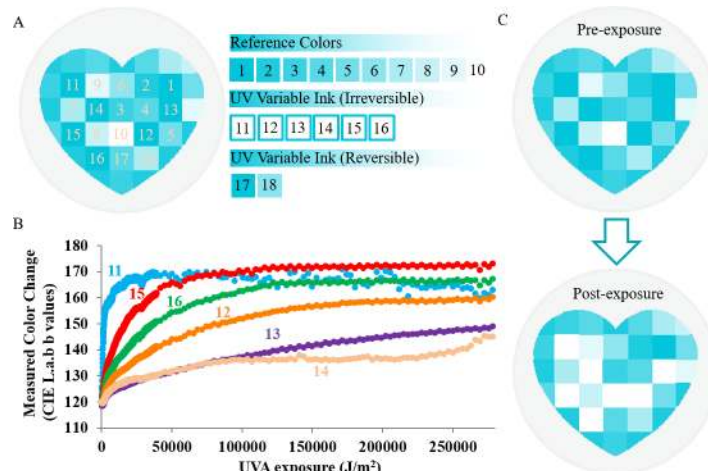 A
11 9 6 2 1
14 3 4 13
15 8 10 12 5
16 17
Reference Colors
1 2 3 4 5 6 7 8 9 10
UV Variable Ink (Irreversible)
11 12 13 14 15 16
UV Variable Ink (Reversible)
17 18
C
Pre-exposure
Post-exposure
B
Measured Color Change
(CIE L.a.b b values)
180
170
160
150
140
130
120
110
11
15
16
12
13
14
0 50000 100000 150000 200000 250000
UVA exposure (J/m²)